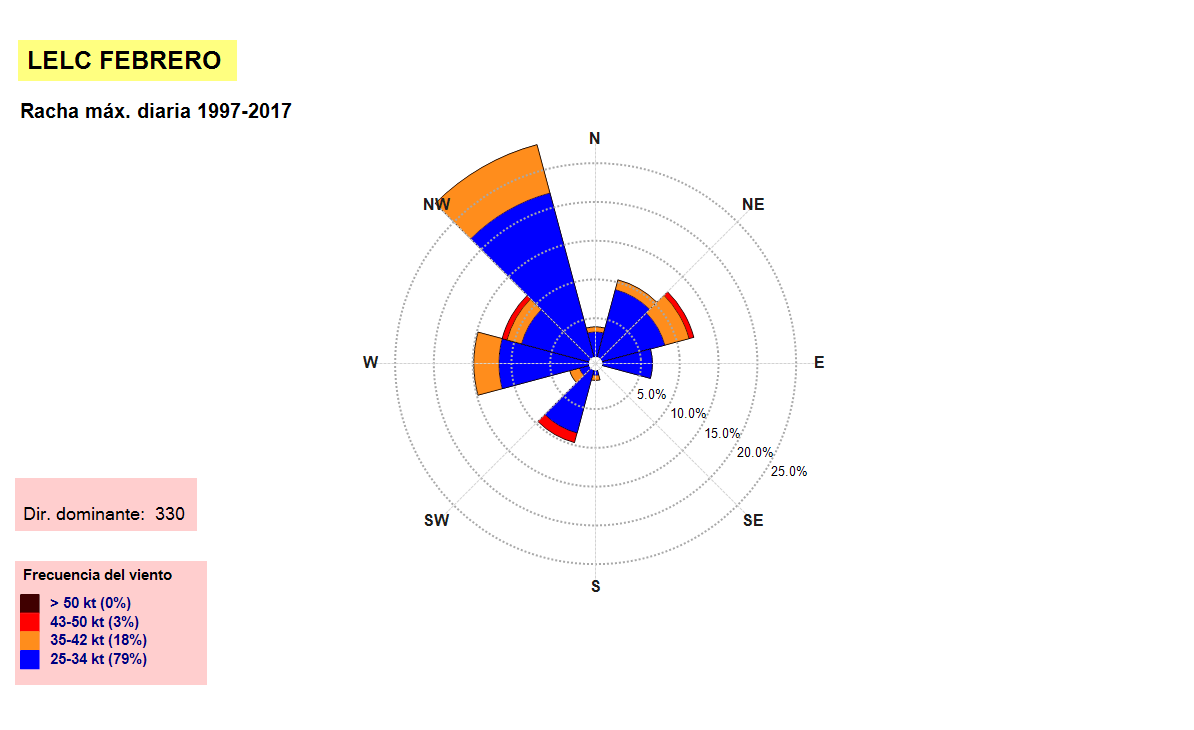 LELC FEBRERO
Racha máx. diaria 1997-2017
N
NW
NE
W
E
5.0%
10.0%
15.0%
20.0%
25.0%
SW
SE
S
Dir. dominante: 330
Frecuencia del viento
> 50 kt (0%)
43-50 kt (3%)
35-42 kt (18%)
25-34 kt (79%)